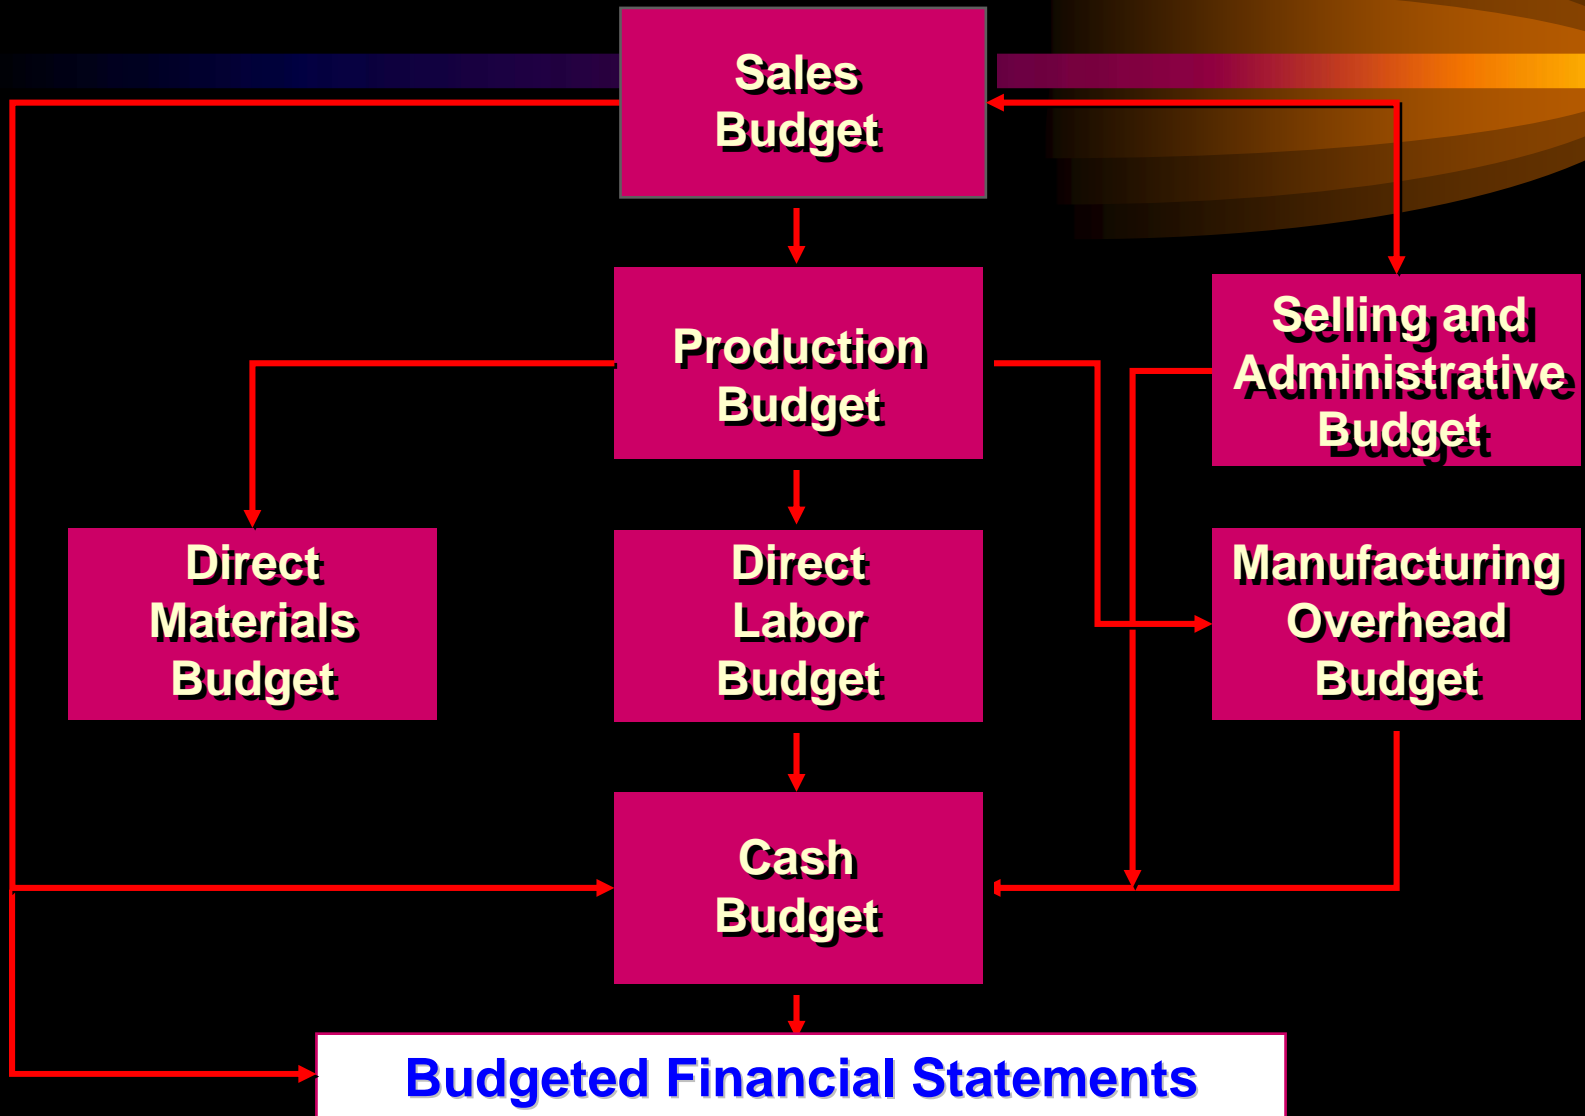 Sales
Budget
Production
Budget
Selling and
Administrative
Budget
Direct
Materials
Budget
Direct
Labor
Budget
Manufacturing
Overhead
Budget
Cash
Budget
Budgeted Financial Statements